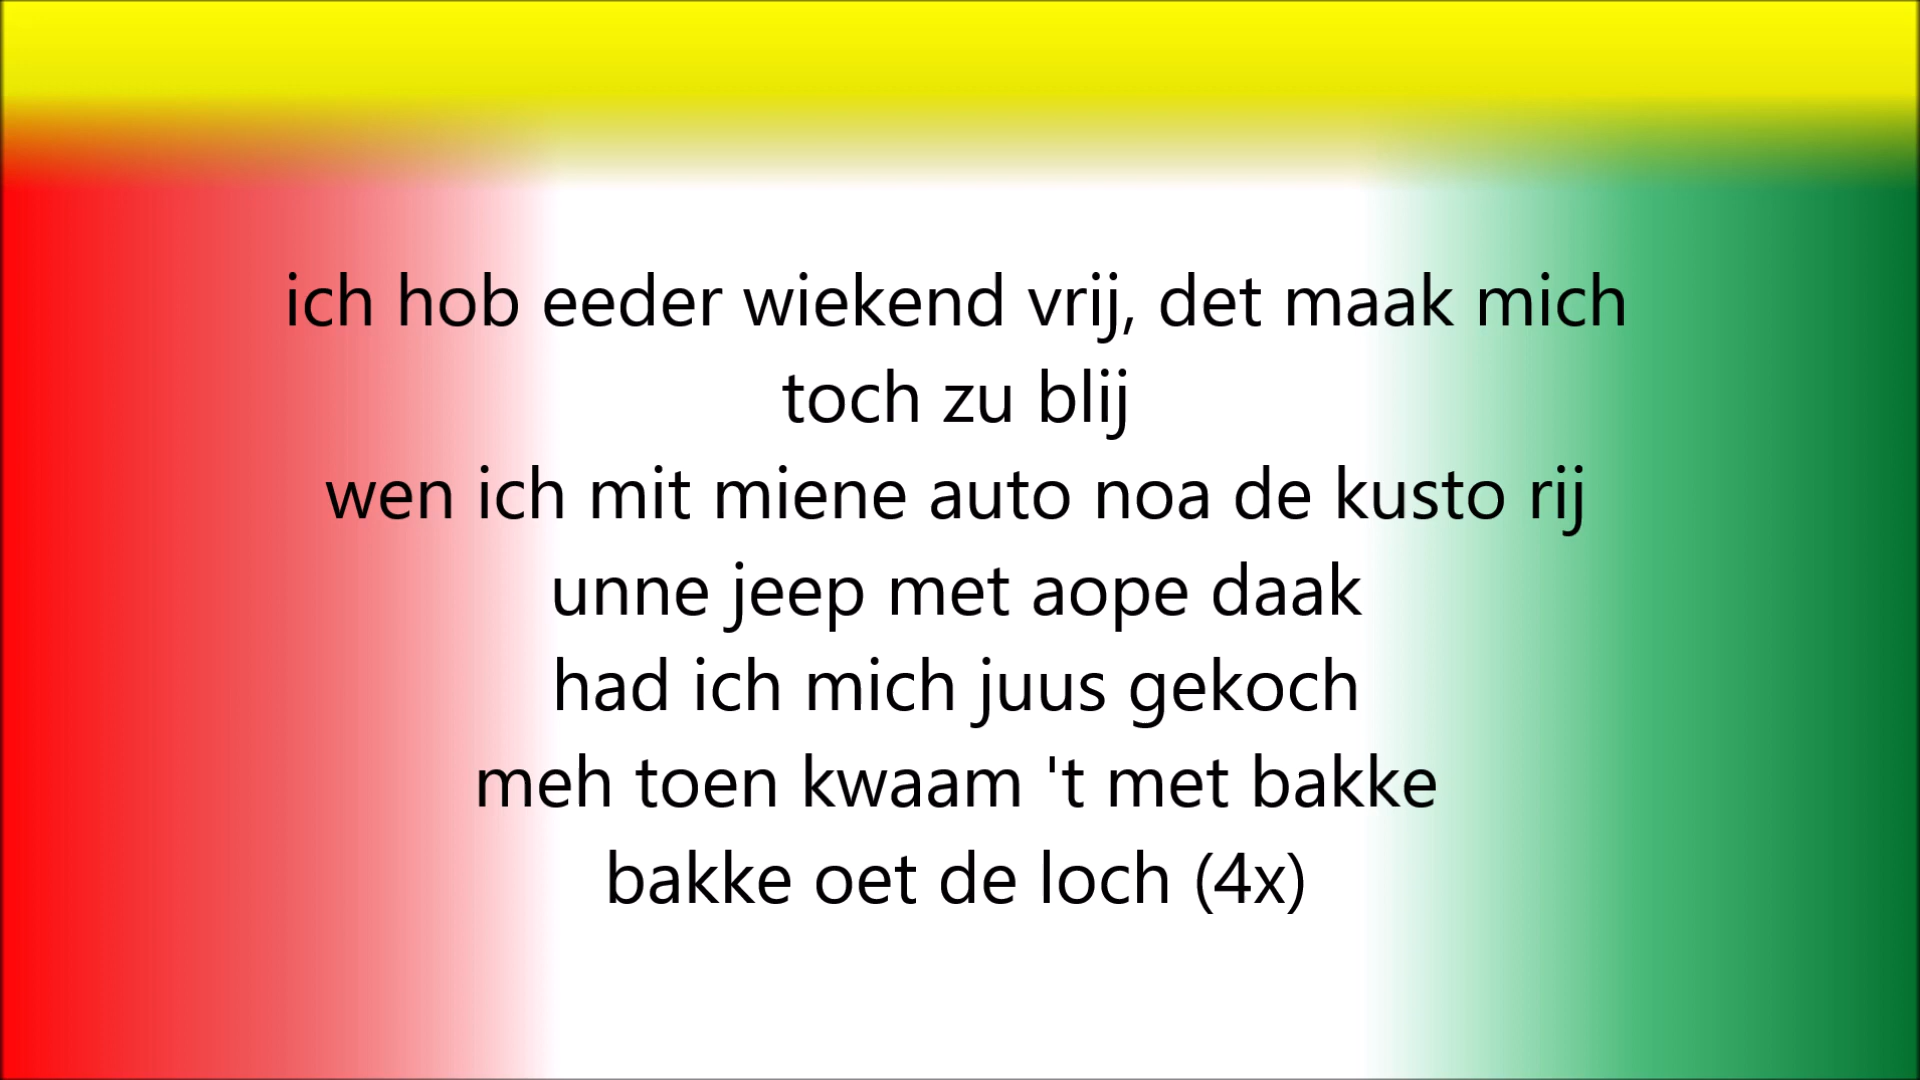 ich hob eeder wiekend vrij, det maak mich
toch zu blij
wen ich mit miene auto noa de kusto rij
unne jeep met aope daak
had ich mich juus gekoch
meh toen kwaam 't met bakke
bakke oet de loch (4x)